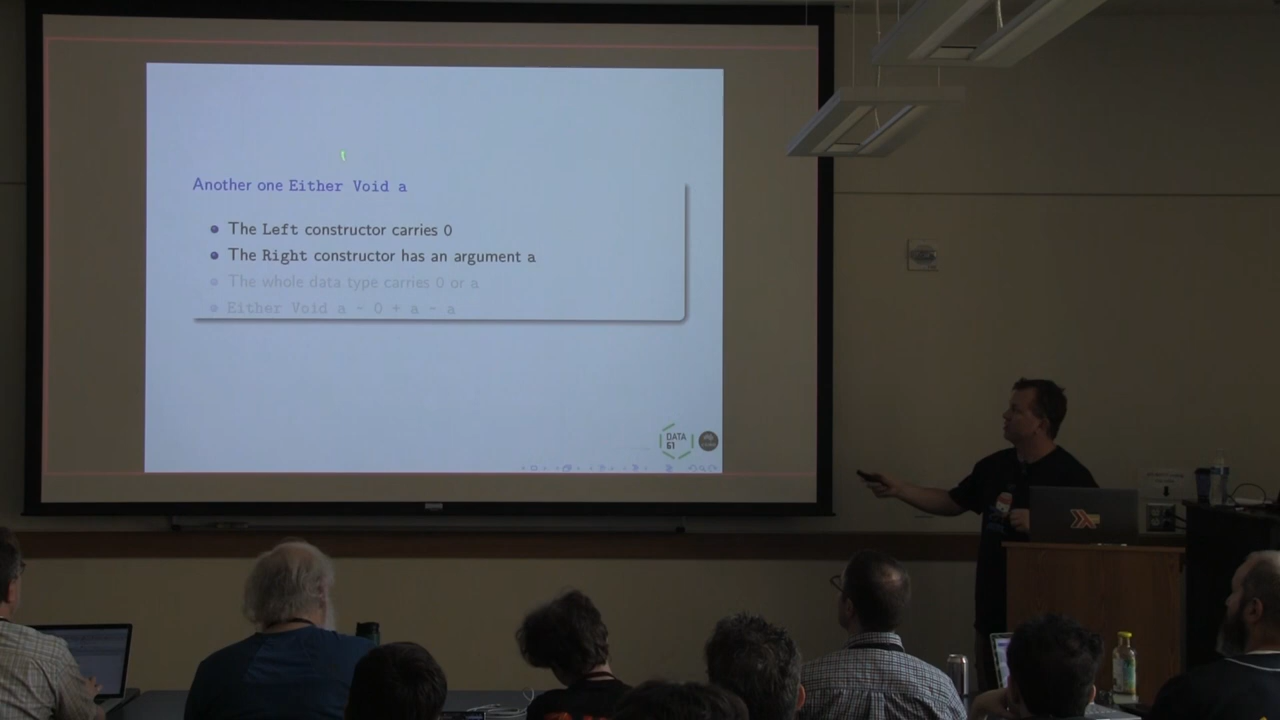 Another one Either Void a
The Left constructor carries 0
The Right constructor has an argument a
The whole data type carries 0 or a
Either Void a - 0 + a - a
DATA
61